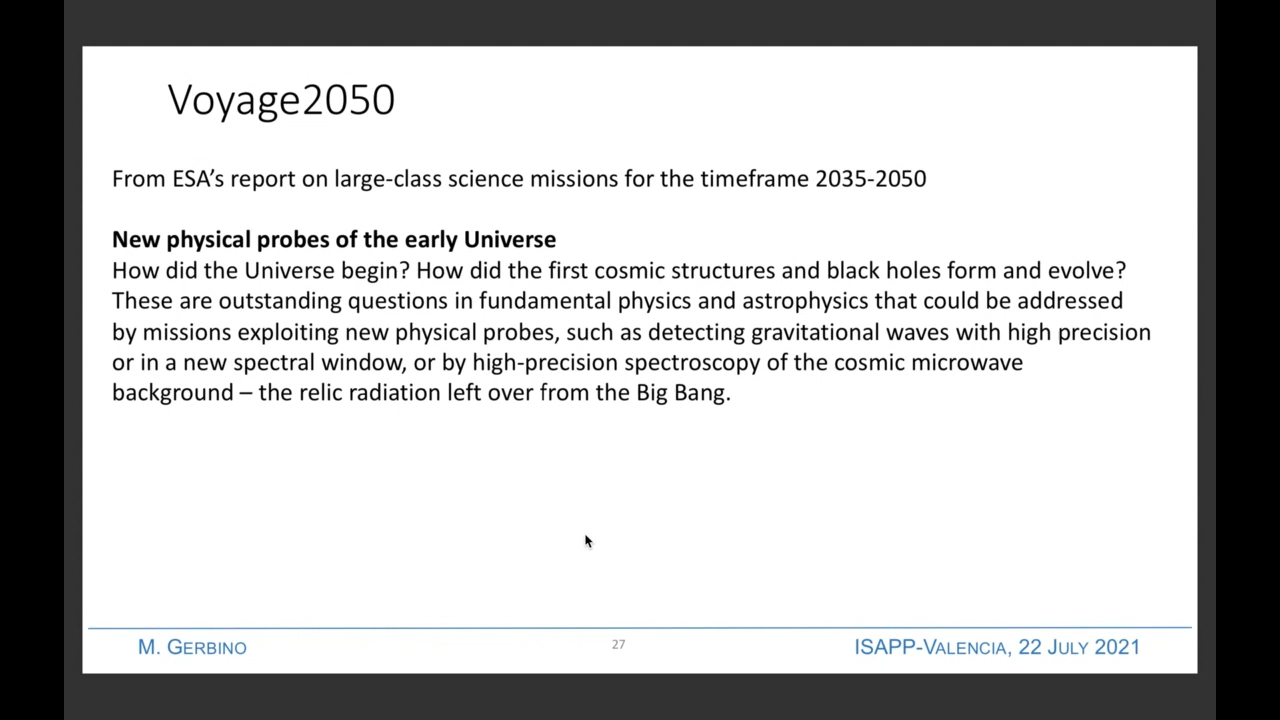 Voyage2050
From ESA’s report on large-class science missions for the timeframe 2035-2050
New physical probes of the early Universe
How did the Universe begin? How did the first cosmic structures and black holes form and evolve?
These are outstanding questions in fundamental physics and astrophysics that could be addressed
by missions exploiting new physical probes, such as detecting gravitational waves with high precision
or in a new spectral window, or by high-precision spectroscopy of the cosmic microwave
background – the relic radiation left over from the Big Bang.
M. GERBINO
27
ISAPP-VALENCIA, 22 JULY 2021